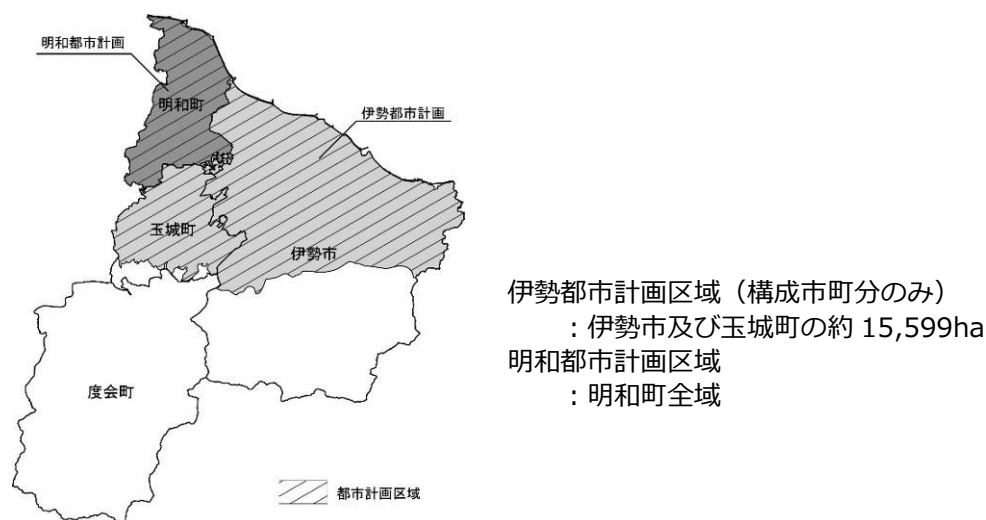 明和都市計画
明和町
伊勢都市計画
玉城町
伊勢市
伊勢都市計画区域（構成市町分のみ）
：伊勢市及び玉城町の約 15,599ha
明和都市計画区域
：明和町全域
度会町
都市計画区域